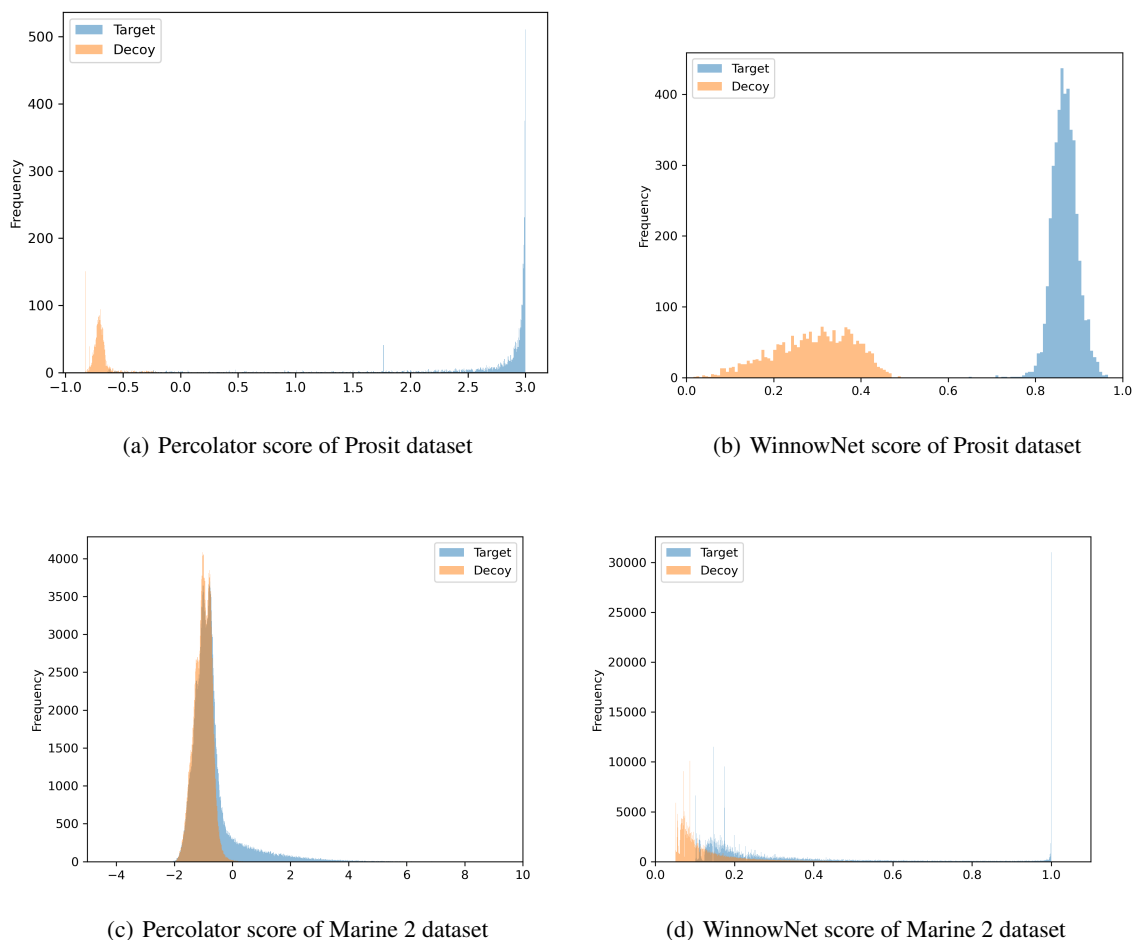 Target
Decoy
500
400
300
200
100
0
Frequency
−1.0 −0.5 0.0 0.5 1.0 1.5 2.0 2.5 3.0
(a) Percolator score of Prosit dataset
Target
Decoy
400
300
200
100
0
Frequency
0.0 0.2 0.4 0.6 0.8 1.0
(b) WinnowNet score of Prosit dataset
Target
Decoy
4000
3500
3000
2500
2000
1500
1000
500
0
Frequency
−4 −2 0 2 4 6 8 10
(c) Percolator score of Marine 2 dataset
Target
Decoy
30000
25000
20000
15000
10000
5000
0
Frequency
0.0 0.2 0.4 0.6 0.8 1.0
(d) WinnowNet score of Marine 2 dataset